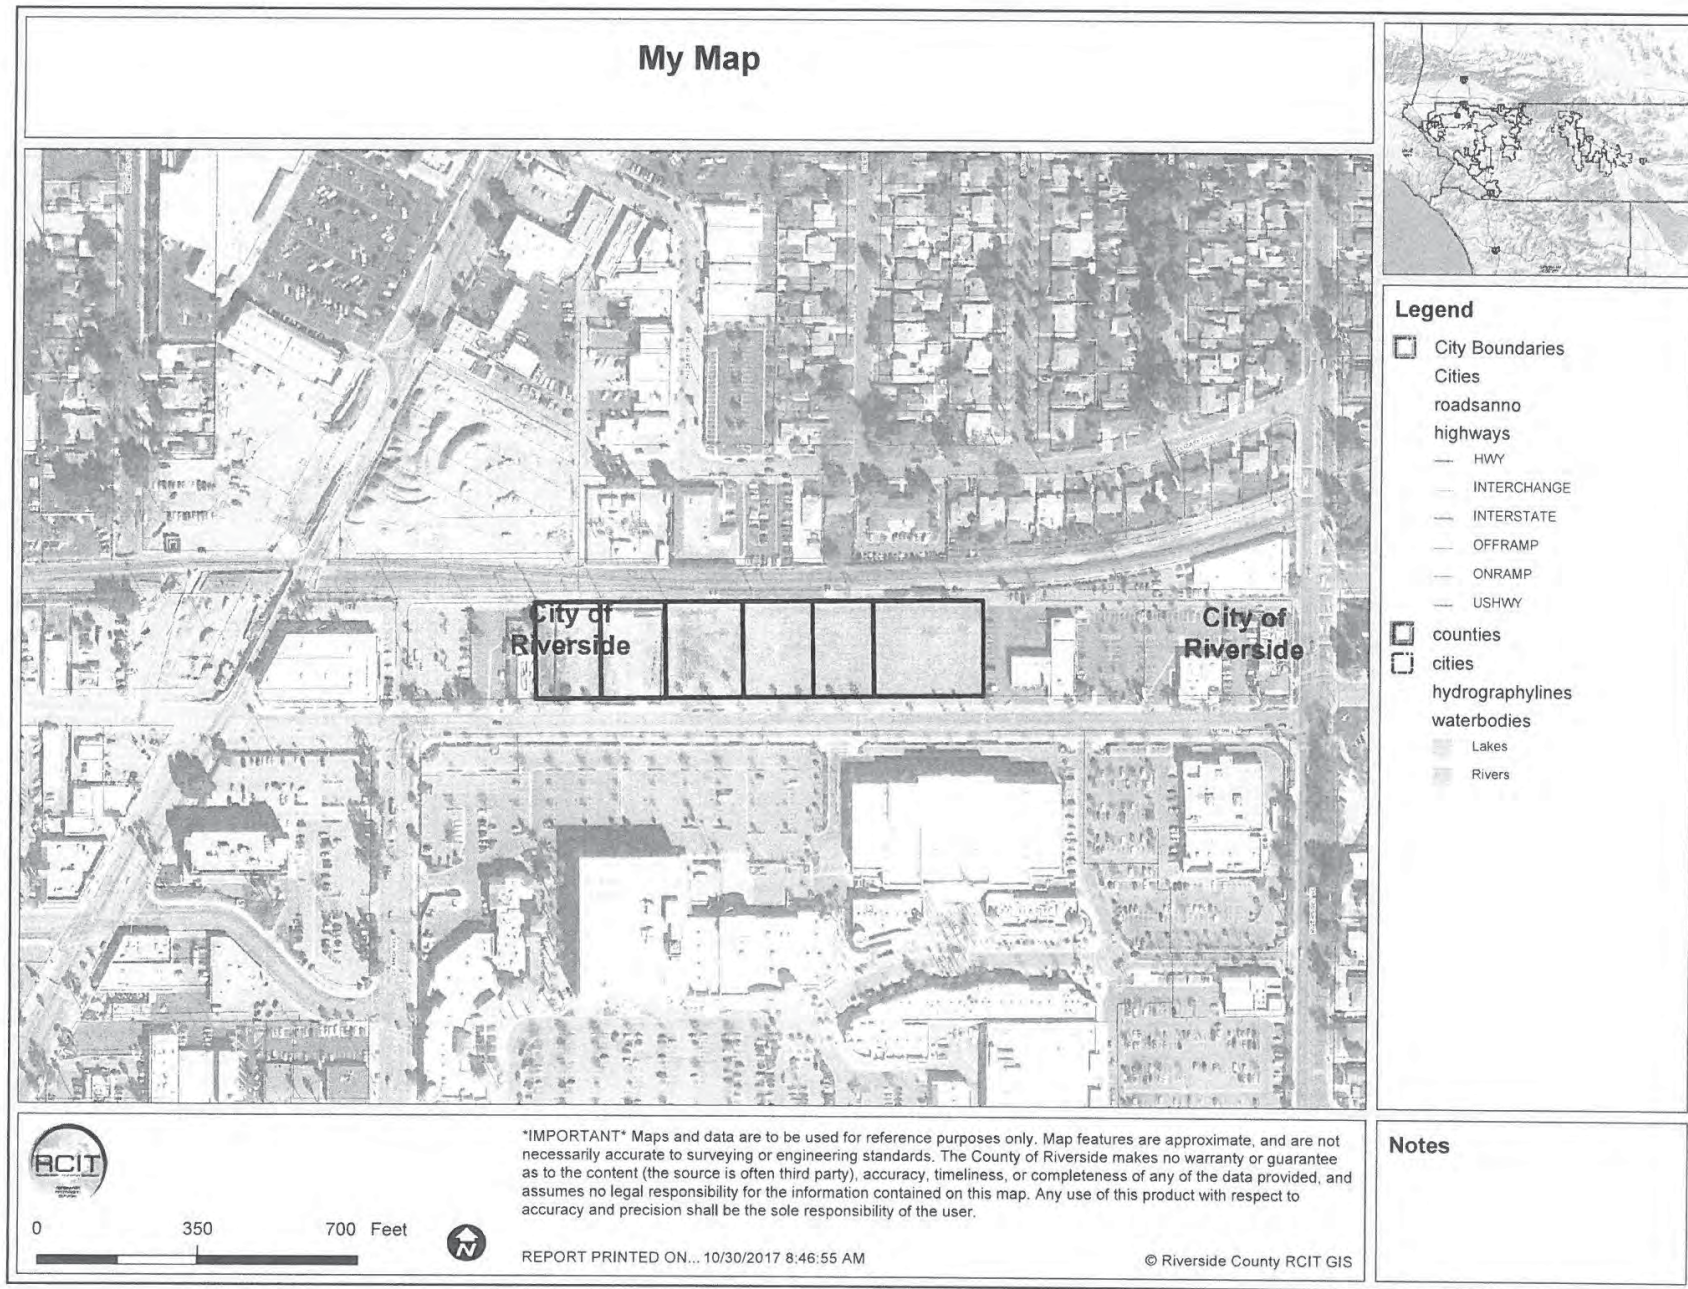 My Map
City of
Riverside
City of
Riverside
Legend
City Boundaries
Cities
roadsanno
highways
HWY
INTERCHANGE
INTERSTATE
OFFRAMP
ONRAMP
USHWY
counties
cities
hydrographylines
waterbodies
Lakes
Rivers
RCIT
0 350 700 Feet
N
*IMPORTANT* Maps and data are to be used for reference purposes only. Map features are approximate, and are not
necessarily accurate to surveying or engineering standards. The County of Riverside makes no warranty or guarantee
as to the content (the source is often third party), accuracy, timeliness, or completeness of any of the data provided, and
assumes no legal responsibility for the information contained on this map. Any use of this product with respect to
accuracy and precision shall be the sole responsibility of the user.
REPORT PRINTED ON... 10/30/2017 8:46:55 AM
© Riverside County RCIT GIS
Notes